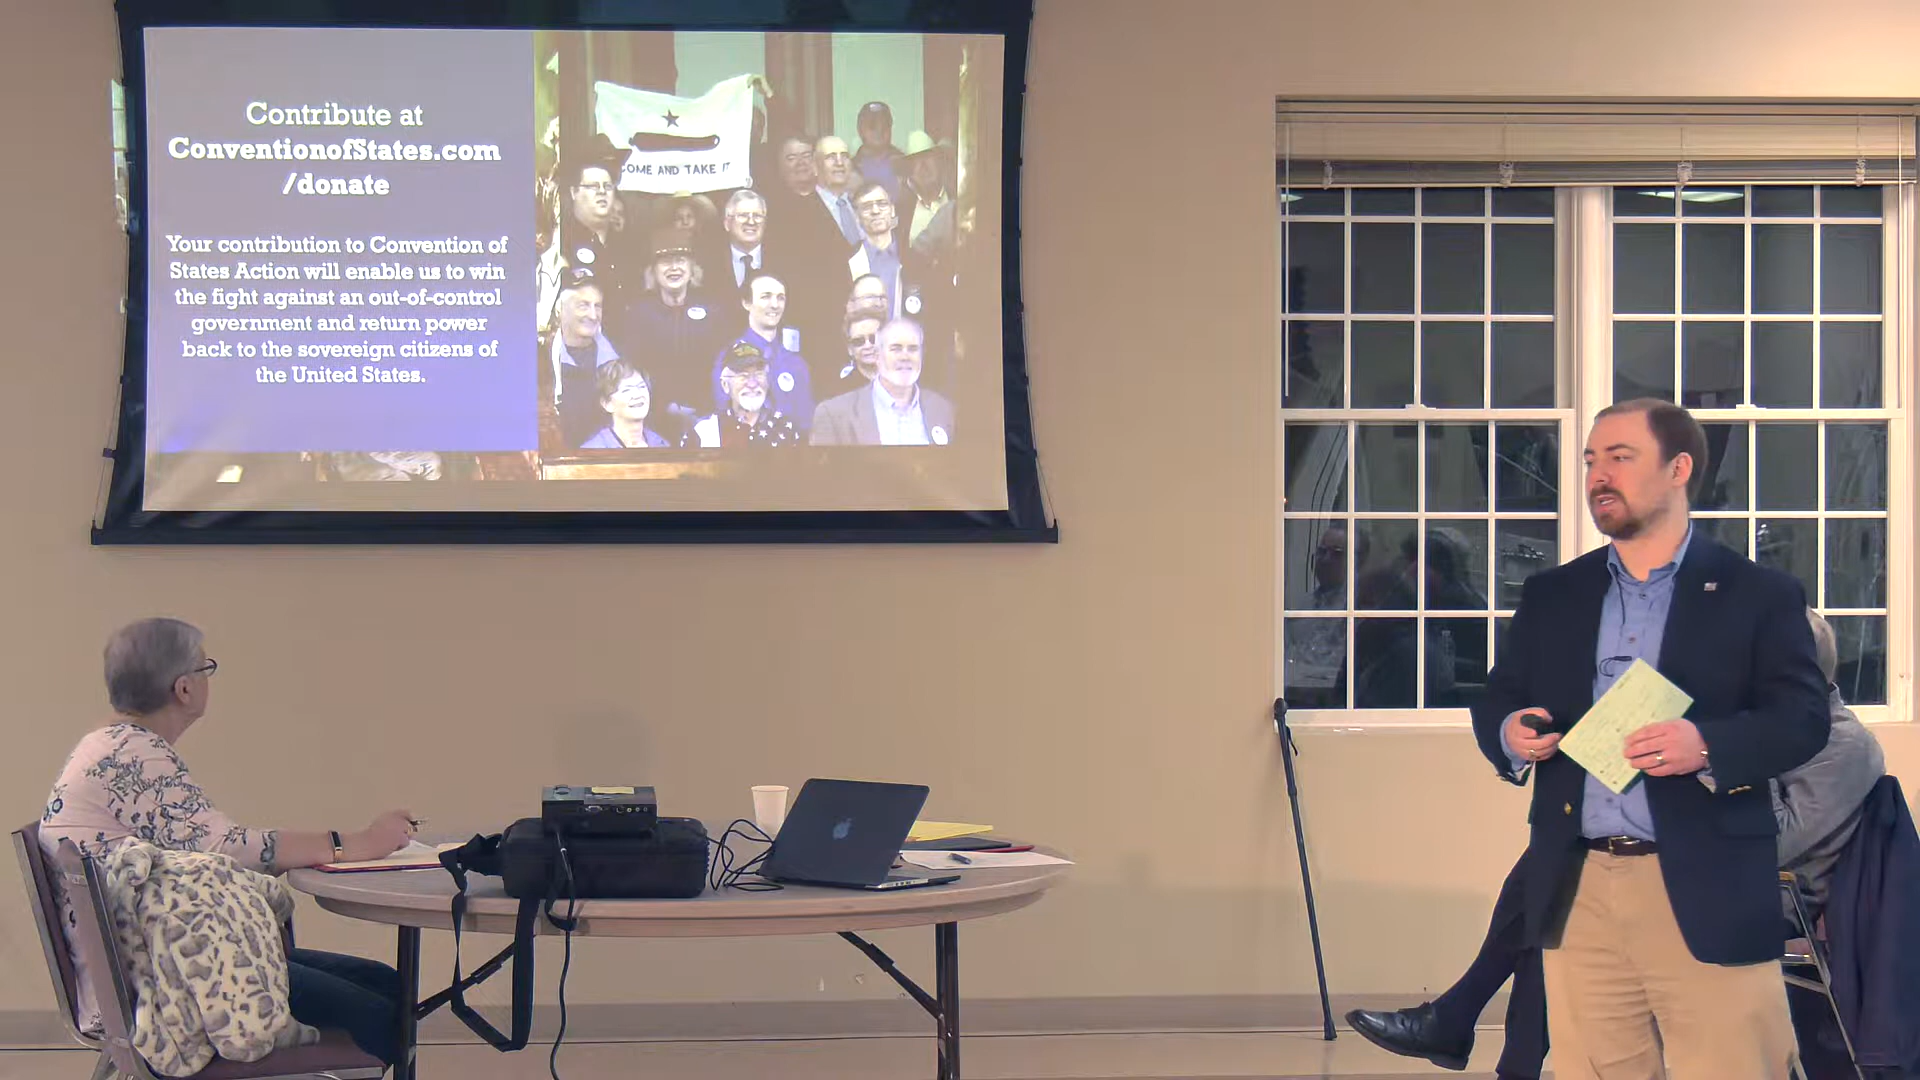 Contribute at
ConventionofStates.com
/donate
Your contribution to Convention of
States Action will enable us to win
the fight against an out-of-control
government and return power
back to the sovereign citizens of
the United States.
COME AND TAKE IT